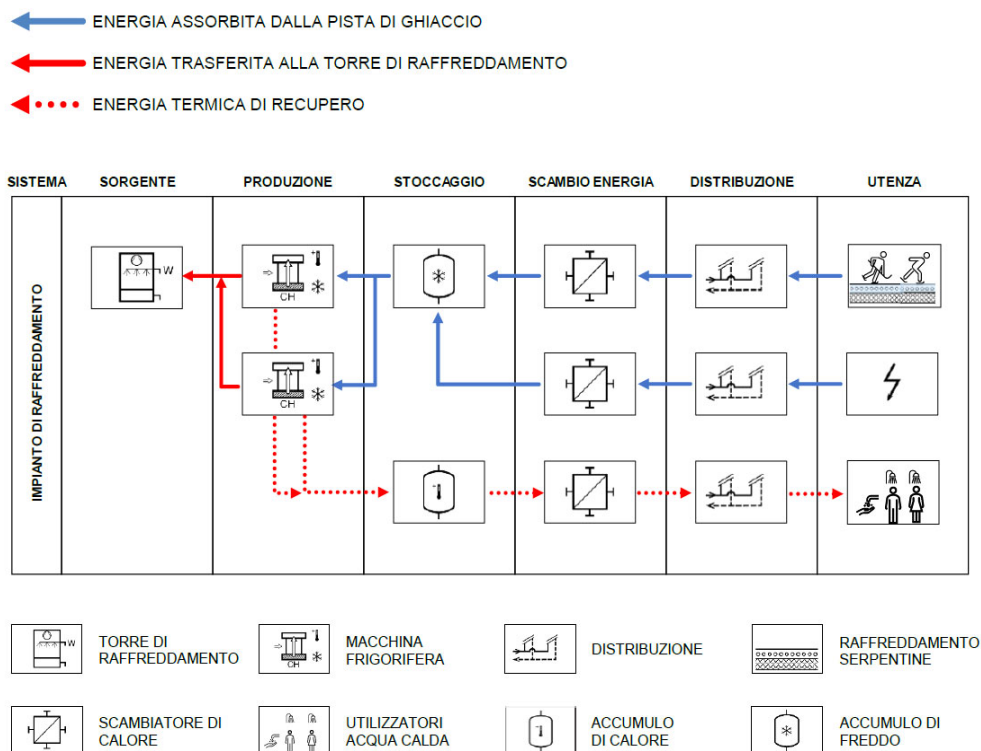 ENERGIA ASSORBITA DALLA PISTA DI GHIACCIO
ENERGIA TRASFERITA ALLA TORRE DI RAFFREDDAMENTO
ENERGIA TERMICA DI RECUPERO
SISTEMA SORGENTE PRODUZIONE STOCCAGGIO SCAMBIO ENERGIA DISTRIBUZIONE UTENZA
IMPIANTO DI RAFFREDDAMENTO
W
CH
CH
W
TORRE DI
RAFFREDDAMENTO
CH
MACCHINA
FRIGORIFERA
DISTRIBUZIONE
RAFFREDDAMENTO
SERPENTINE
SCAMBIATORE DI
CALORE
UTILIZZATORI
ACQUA CALDA
ACCUMULO
DI CALORE
ACCUMULO DI
FREDDO